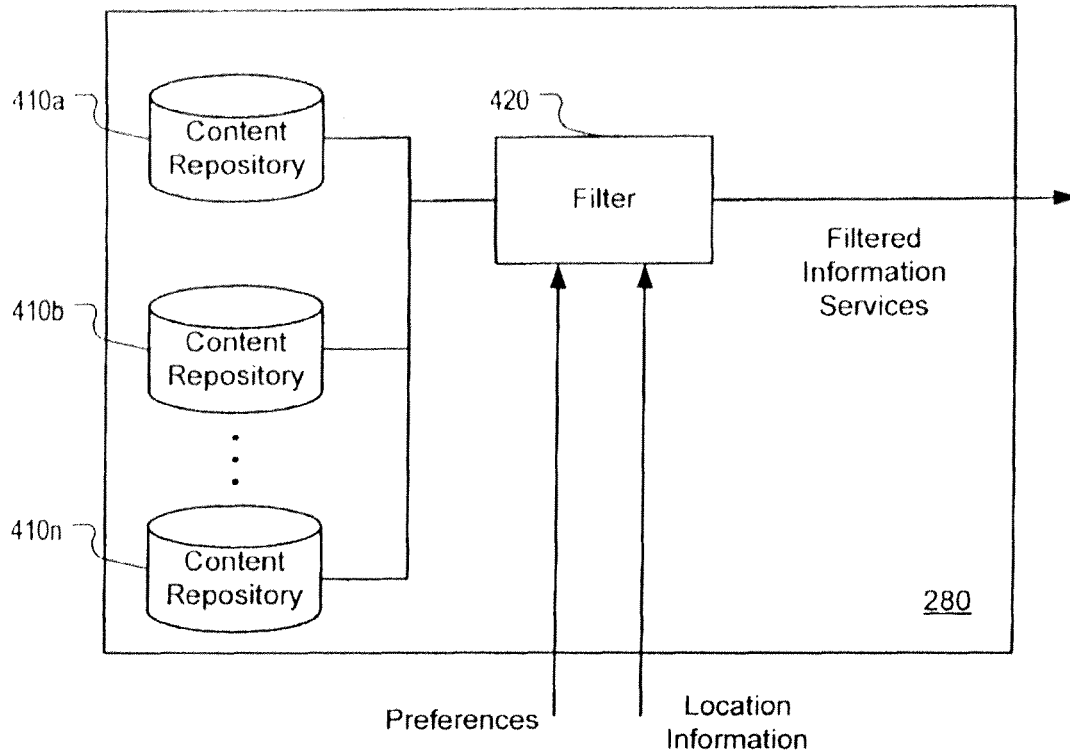 410a
Content
Repository
420
Filter
Filtered
Information
Services
410b
Content
Repository
410n
Content
Repository
280
Preferences
Location
Information